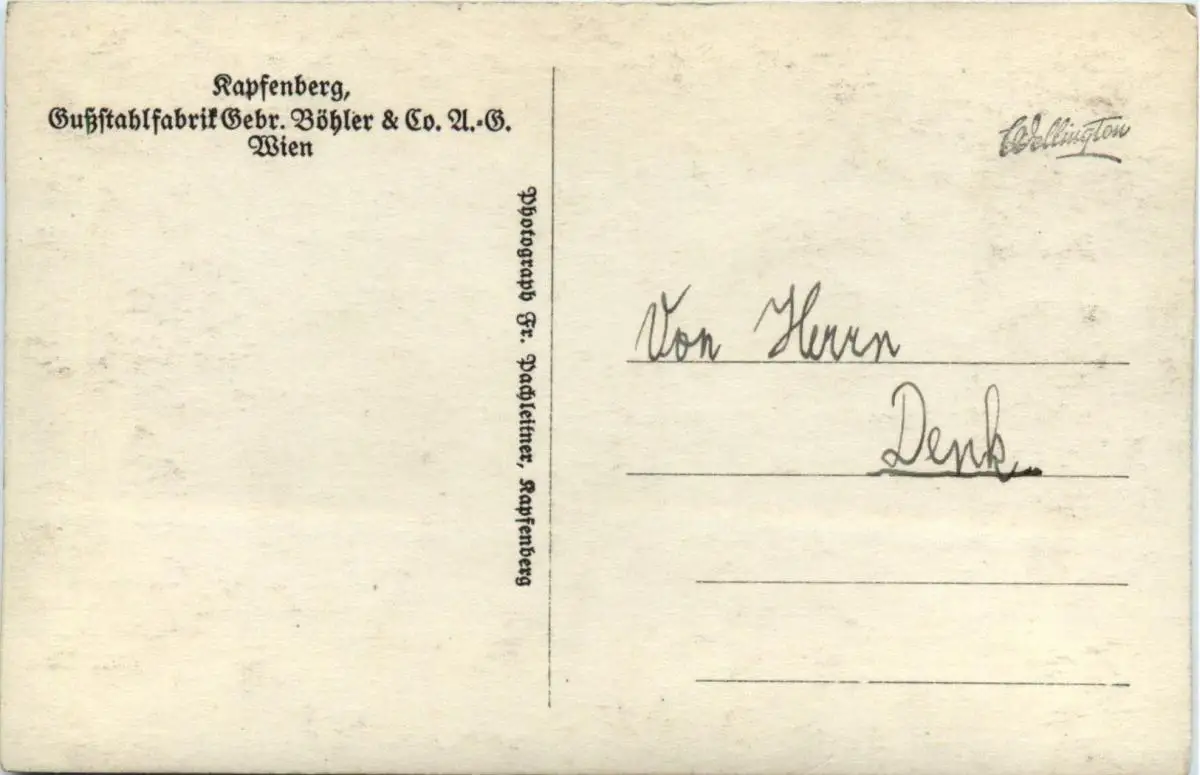 Kapfenberg,
Gußstahlfabrik Gebr. Böhler & Co. A.-G.
Wien
Photograph Fr. Pachleitner, Kapfenberg
Wellington
Von Herrn
Denk